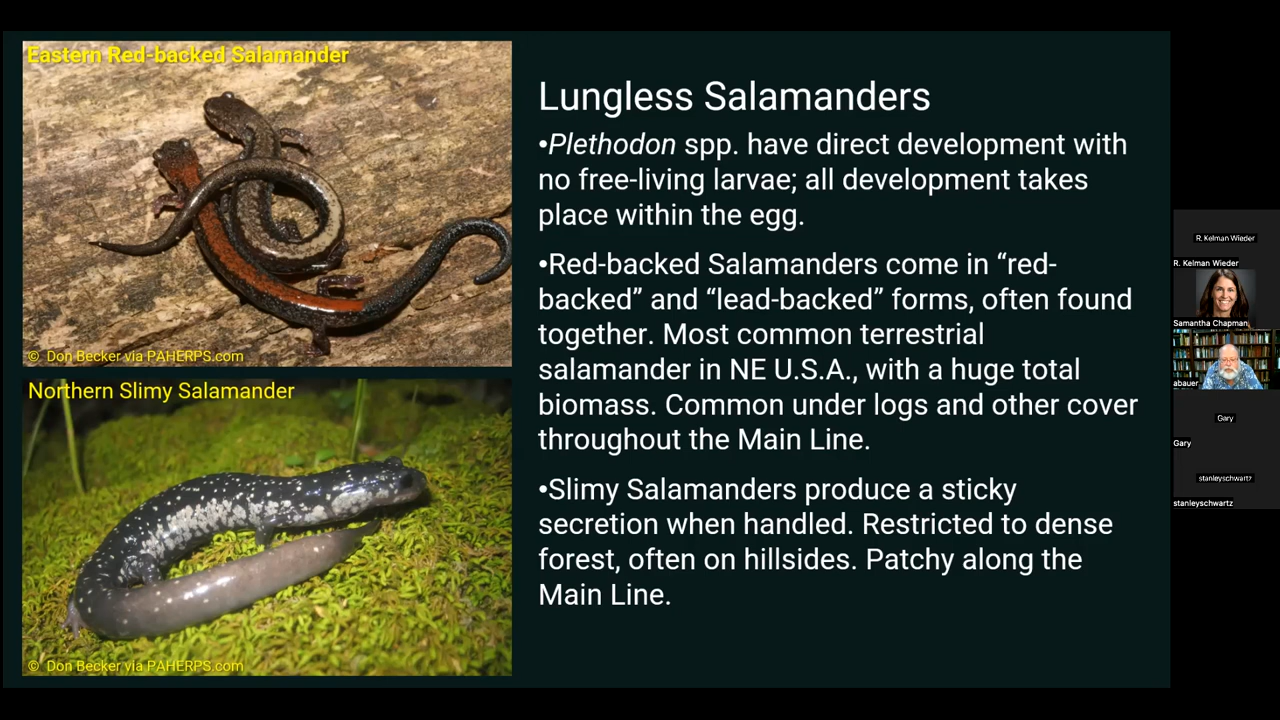 Eastern Red-backed Salamander
© Don Becker via PAHERPS.com
Northern Slimy Salamander
© Don Becker via PAHERPS.com
Lungless Salamanders
•Plethodon spp. have direct development with
no free-living larvae; all development takes
place within the egg.
•Red-backed Salamanders come in “red-
backed” and “lead-backed” forms, often found
together. Most common terrestrial
salamander in NE U.S.A., with a huge total
biomass. Common under logs and other cover
throughout the Main Line.
•Slimy Salamanders produce a sticky
secretion when handled. Restricted to dense
forest, often on hillsides. Patchy along the
Main Line.
R. Kelman Wieder
R. Kelman Wieder
Samantha Chapman
abauer
Gary
Gary
stanleyschwartz
stanleyschwartz